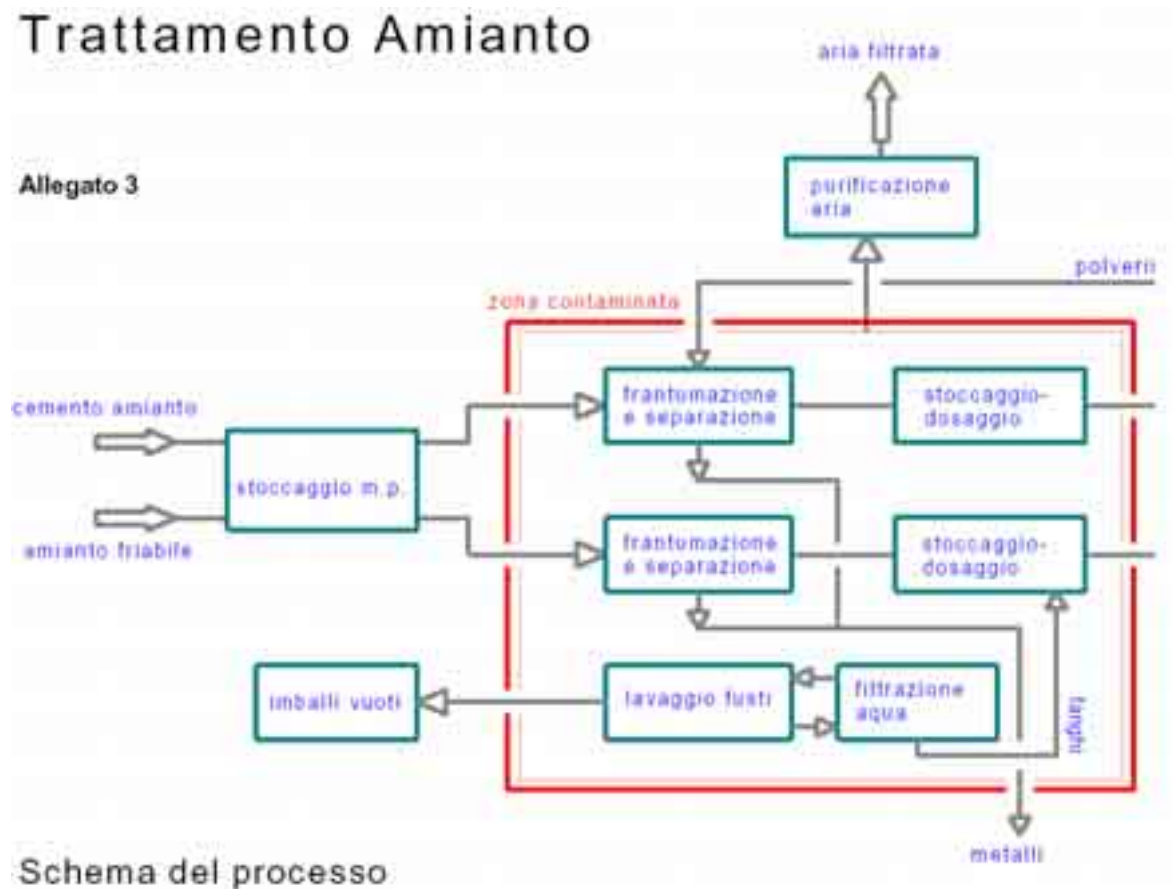 Trattamento Amianto
aria filtrata
Allegato 3
purificazione
aria
polveri
zona contaminata
cemento amianto
frantumazione
e separazione
stoccaggio-
dosaggio
stoccaggio m.p.
amianto friabile
frantumazione
e separazione
stoccaggio-
dosaggio
imballi vuoti
lavaggio fusti
filtrazione
aqua
fanghi
metalli
Schema del processo